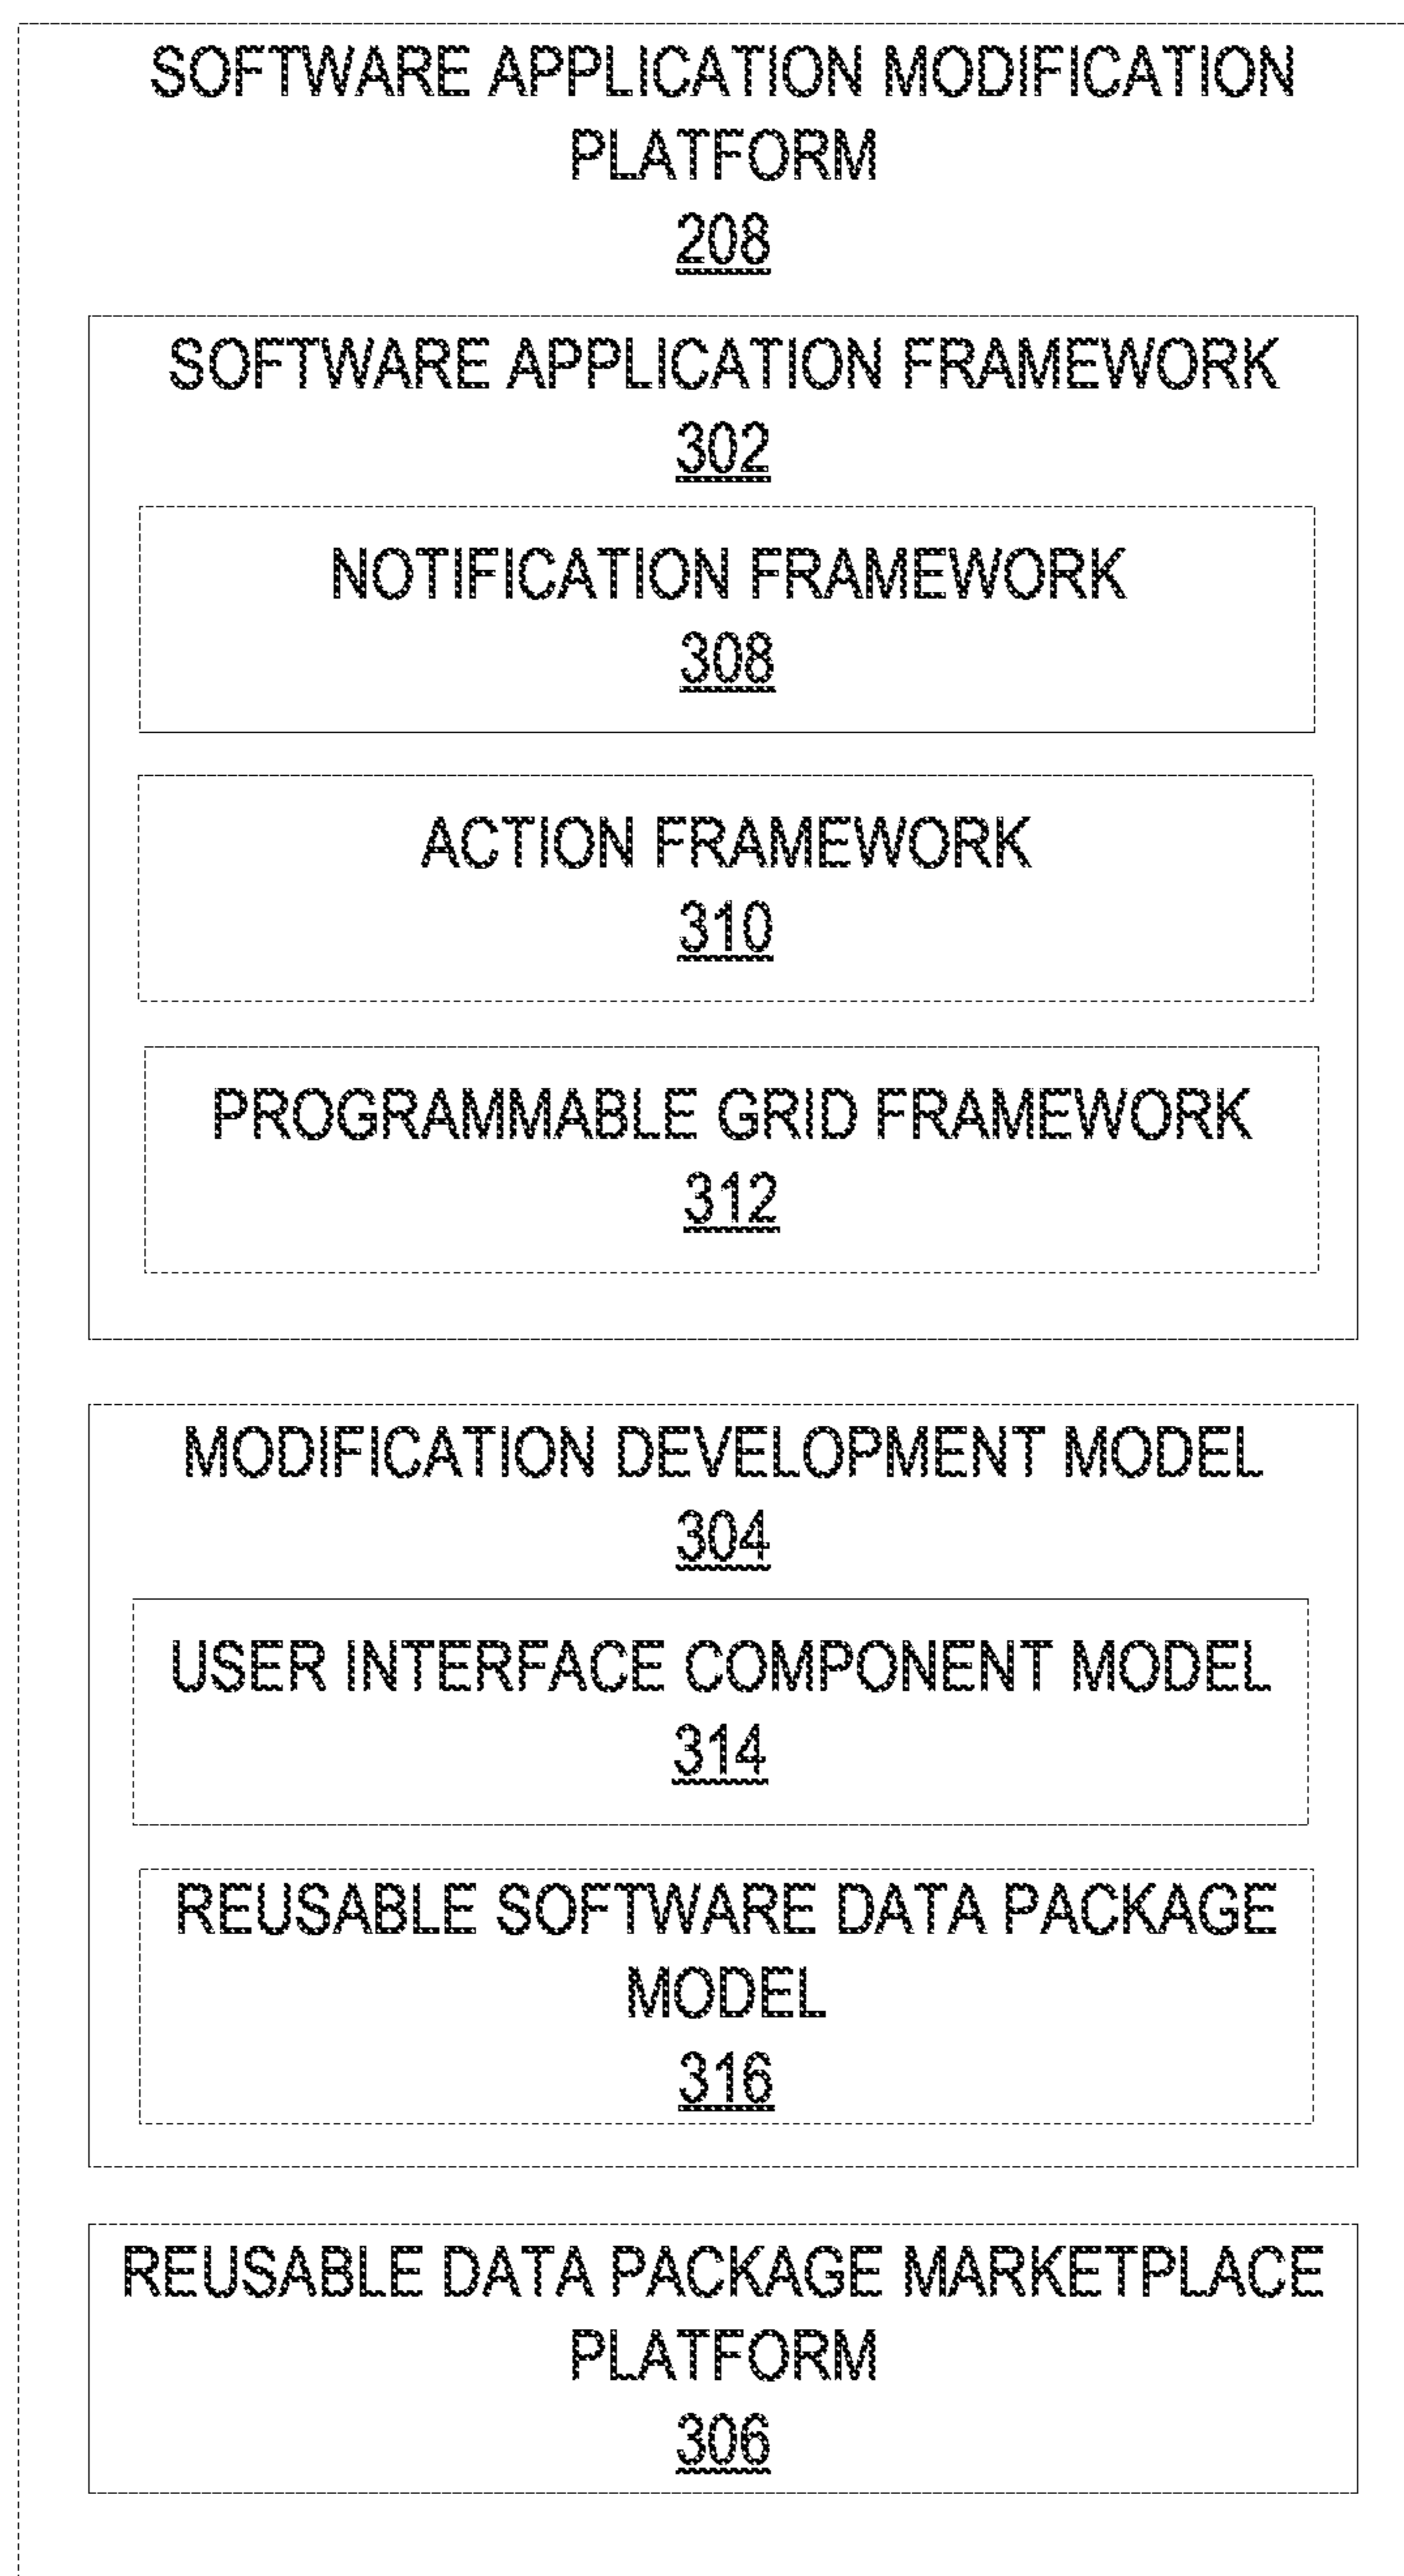 SOFTWARE APPLICATION MODIFICATION
PLATFORM
208
SOFTWARE APPLICATION FRAMEWORK
302
NOTIFICATION FRAMEWORK
308
ACTION FRAMEWORK
310
PROGRAMMABLE GRID FRAMEWORK
312
MODIFICATION DEVELOPMENT MODEL
304
USER INTERFACE COMPONENT MODEL
314
REUSABLE SOFTWARE DATA PACKAGE
MODEL
316
REUSABLE DATA PACKAGE MARKETPLACE
PLATFORM
306